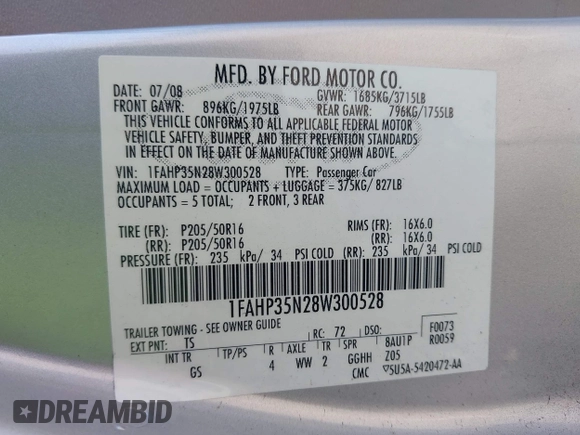 MFD. BY FORD MOTOR CO.
DATE: 07/08 GVWR: 1685KG/3715LB
FRONT GAWR: 896KG/1975LB REAR GAWR: 796KG/1755LB
THIS VEHICLE CONFORMS TO ALL APPLICABLE FEDERAL MOTOR
VEHICLE SAFETY, BUMPER, AND THEFT PREVENTION STANDARDS
IN EFFECT ON THE DATE OF MANUFACTURE SHOWN ABOVE.
VIN: 1FAHP35N28W300528 TYPE: Passenger Car
MAXIMUM LOAD = OCCUPANTS + LUGGAGE = 375KG/ 827LB
OCCUPANTS = 5 TOTAL; 2 FRONT, 3 REAR
TIRE (FR): P205/50R16 RIMS (FR): 16X6.0
(RR): P205/50R16 (RR): 16X6.0
PRESSURE (FR): 235 kPa/ 34 PSI COLD (RR): 235 kPa/ 34 PSI COLD
1FAHP35N28W300528
TRAILER TOWING - SEE OWNER GUIDE
EXT PNT: TS RC: 72 DSO: F0073
R0059
INT TR TP/PS R AXLE TR SPR 8AU1P
GS 4 WW 2 GGHH Z05
CMC 5U5A-5420472-AA
DREAMBID